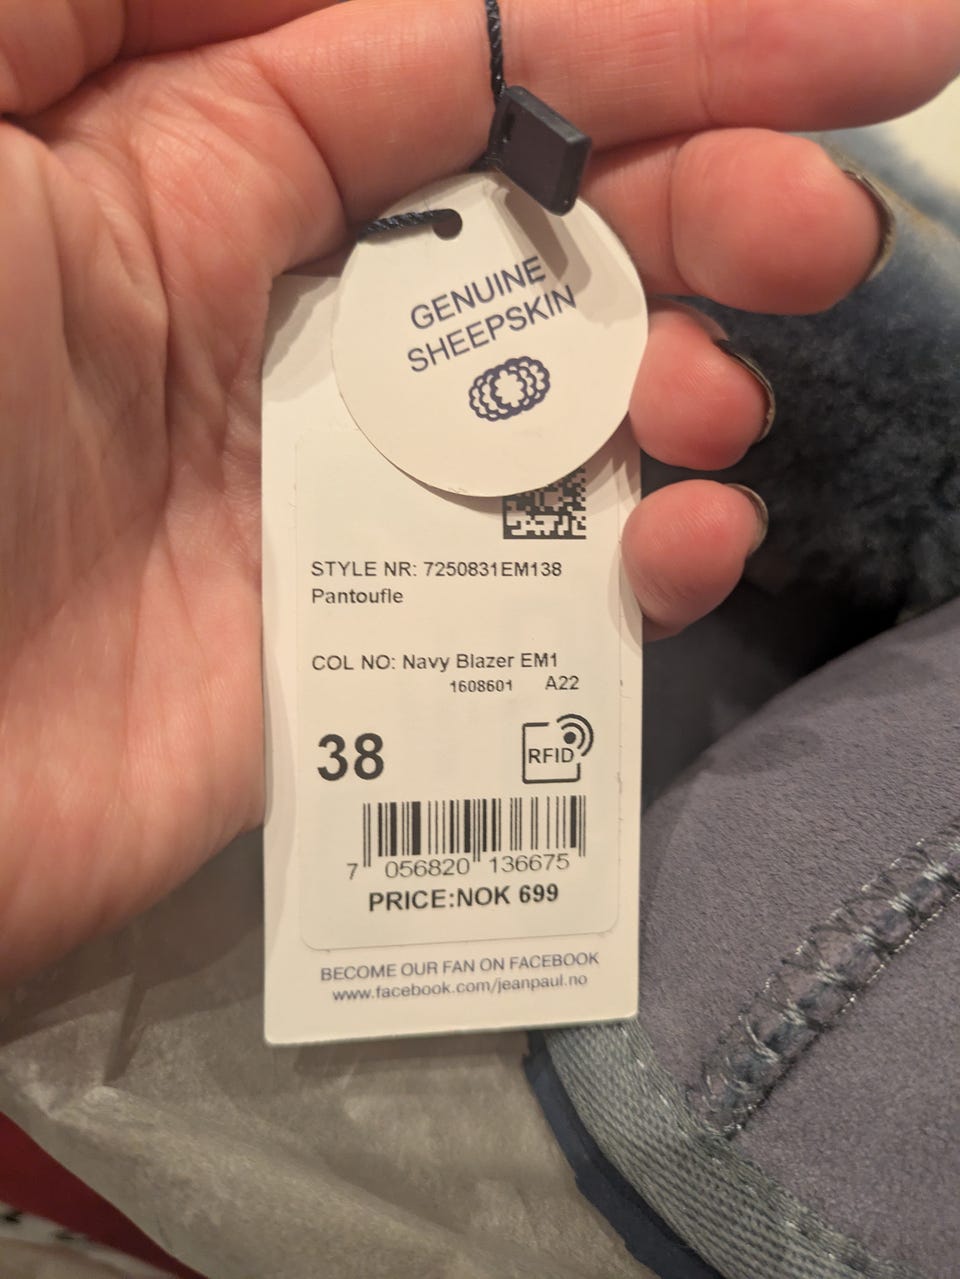 GENUINE
SHEEPSKIN
STYLE NR: 7250831EM138
Pantoufle
COL NO: Navy Blazer EM1
1608601 A22
38
RFID
7 056820 136675
PRICE:NOK 699
BECOME OUR FAN ON FACEBOOK
www.facebook.com/jeanpaul.no